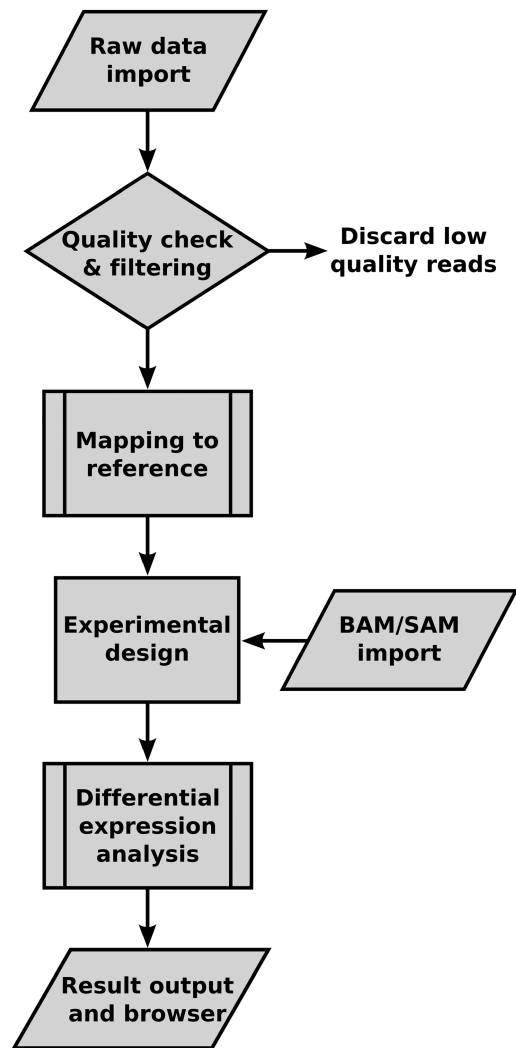 Raw data
import
Quality check
& filtering
Discard low
quality reads
Mapping to
reference
Experimental
design
BAM/SAM
import
Differential
expression
analysis
Result output
and browser